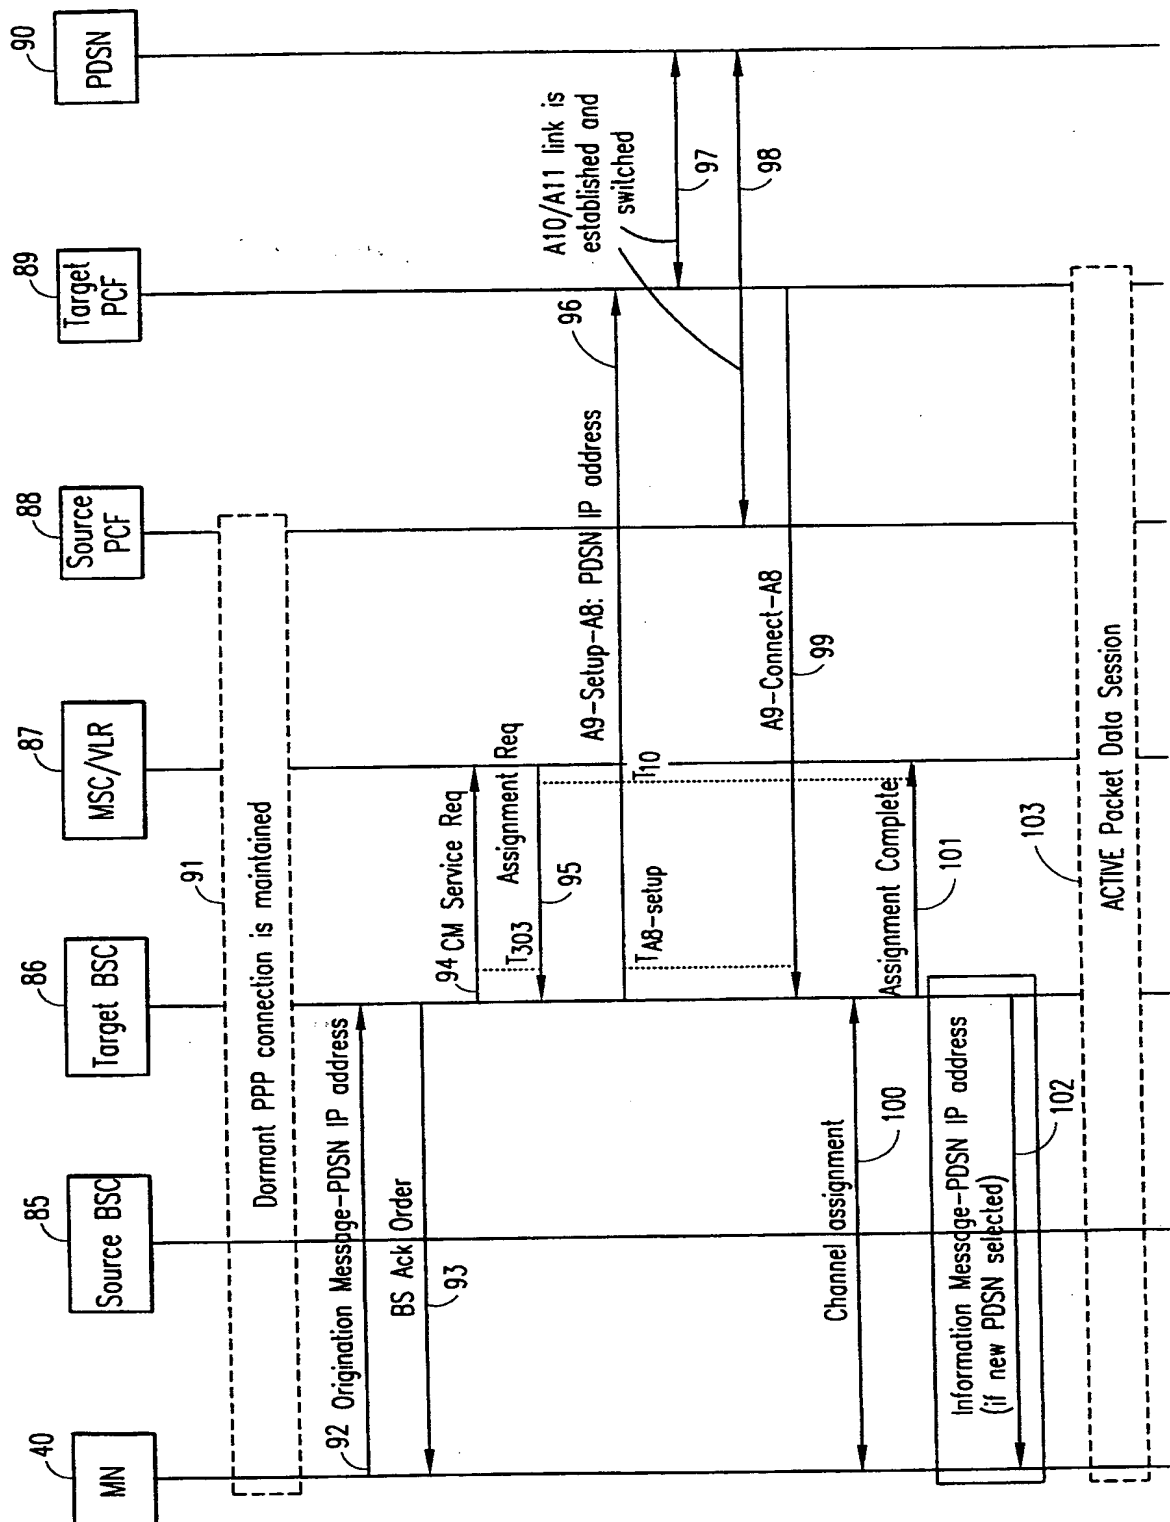 40
MN
85
Source BSC
86
Target BSC
87
MSC/VLR
88
Source
PCF
89
Target
PCF
90
PDSN
Dormant PPP connection is maintained
91
92 Origination Message-PDSN IP address
BS Ack Order
93
94 CM Service Req
T303
Assignment Req
95
A9-Setup-A8: PDSN IP address
96
A10/A11 link is
established and
switched
97
98
TA8-setup
T10
A9-Connect-A8
99
Channel assignment
100
Assignment Complete
101
Information Message-PDSN IP address
(if new PDSN selected)
102
ACTIVE Packet Data Session
103